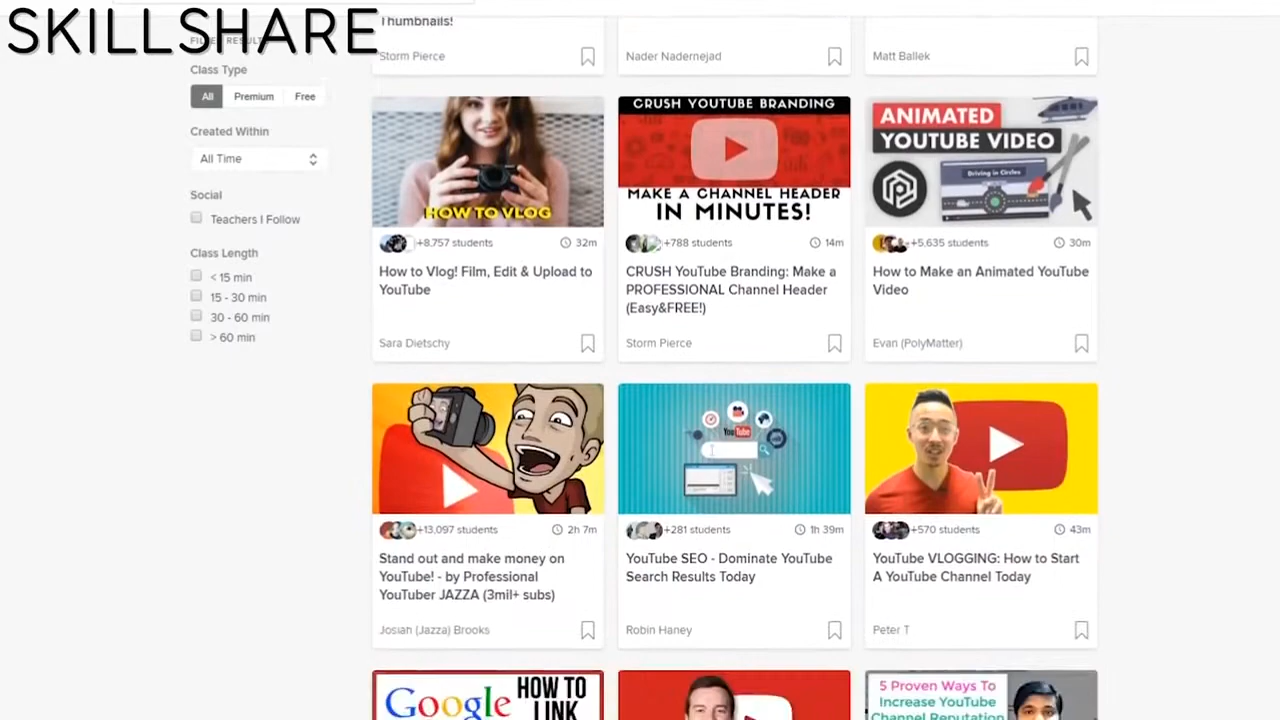 SKILLSHARE
Thumbnails!
Storm Pierce
Nader Nadernejad
Matt Ballek
Class Type
All
Premium
Free
Created Within
All Time
Social
Teachers I Follow
Class Length
< 15 min
15 - 30 min
30 - 60 min
> 60 min
HOW TO VLOG
+8,757 students
32m
How to Vlog! Film, Edit & Upload to
YouTube
Sara Dietschy
CRUSH YOUTUBE BRANDING
MAKE A CHANNEL HEADER
IN MINUTES!
+788 students
14m
CRUSH YouTube Branding: Make a
PROFESSIONAL Channel Header
(Easy&FREE!)
Storm Pierce
ANIMATED
YOUTUBE VIDEO
Driving in Circles
+5,635 students
30m
How to Make an Animated YouTube
Video
Evan (PolyMatter)
+13,097 students
2h 7m
Stand out and make money on
YouTube! - by Professional
YouTuber JAZZA (3mil+ subs)
Josiah (Jazza) Brooks
YouTube
+281 students
1h 39m
YouTube SEO - Dominate YouTube
Search Results Today
Robin Haney
+570 students
43m
YouTube VLOGGING: How to Start
A YouTube Channel Today
Peter T
Google
HOW TO
LINK
5 Proven Ways To
Increase YouTube
Channel Reputation